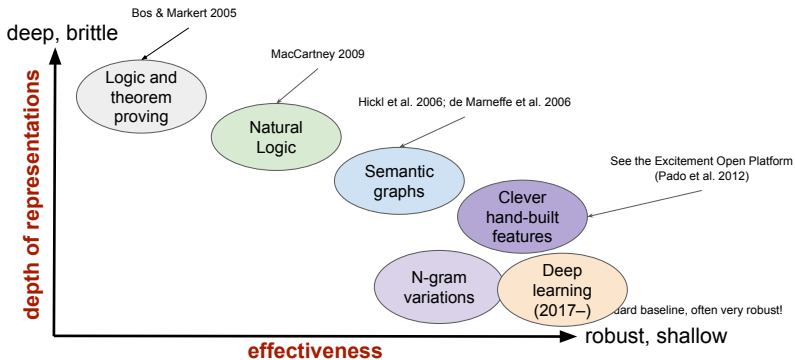 Bos & Markert 2005
deep, brittle
MacCartney 2009
Logic and
theorem
proving
Hickl et al. 2006; de Marneffe et al. 2006
Natural
Logic
See the Excitement Open Platform
(Pado et al. 2012)
Semantic
graphs
Clever
hand-built
features
depth of representations
N-gram
variations
Deep
learning
(2017–)
baseline, often very robust!
robust, shallow
effectiveness